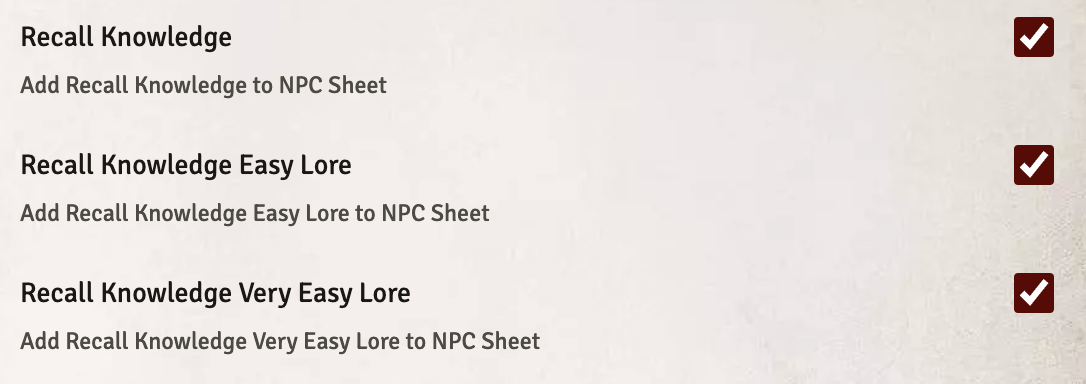 Recall Knowledge
Add Recall Knowledge to NPC Sheet
Recall Knowledge Easy Lore
Add Recall Knowledge Easy Lore to NPC Sheet
Recall Knowledge Very Easy Lore
Add Recall Knowledge Very Easy Lore to NPC Sheet